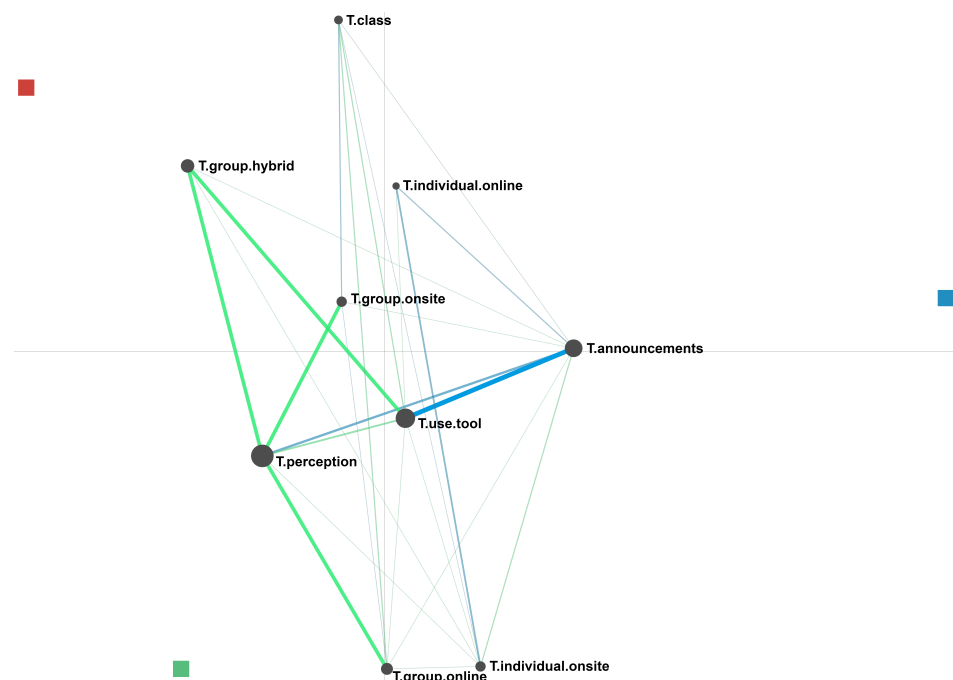 T.class
T.group.hybrid
T.individual.online
T.group.onsite
T.announcements
T.use.tool
T.perception
T.individual.onsite
T.group.online